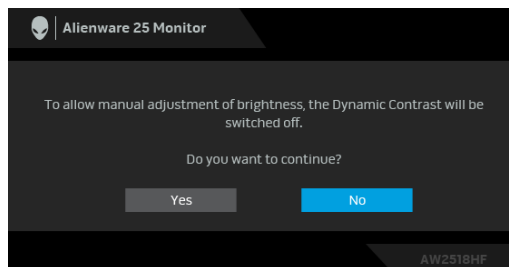 Alienware 25 Monitor
To allow manual adjustment of brightness, the Dynamic Contrast will be
switched off.
Do you want to continue?
Yes
No
AW2518HF